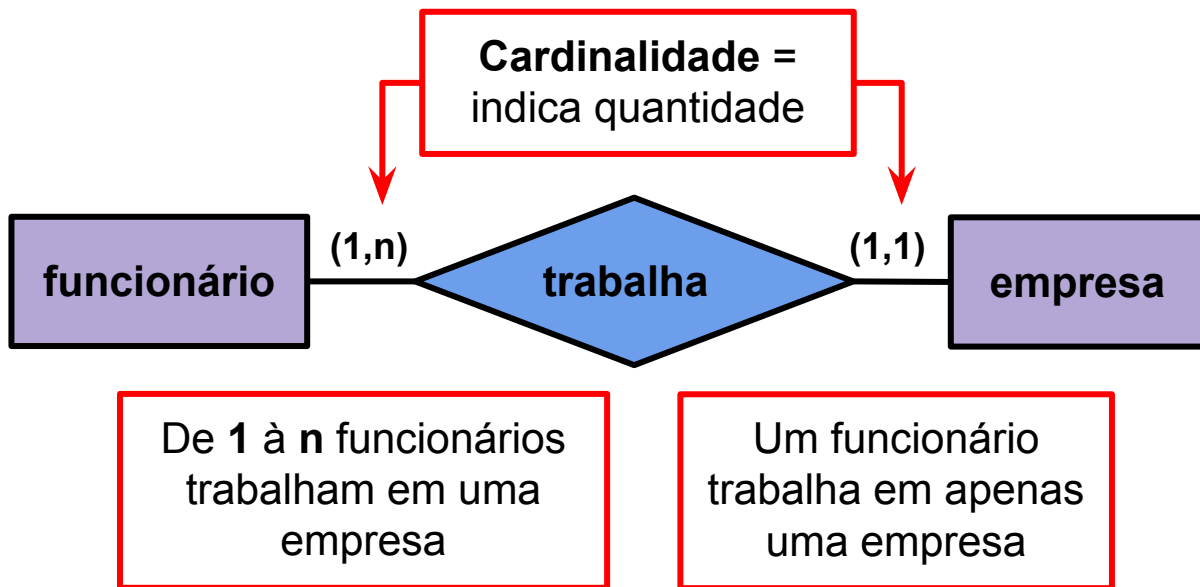 Cardinalidade =
indica quantidade
(1,n)
(1,1)
funcionário
trabalha
empresa
De 1 à n funcionários
trabalham em uma
empresa
Um funcionário
trabalha em apenas
uma empresa